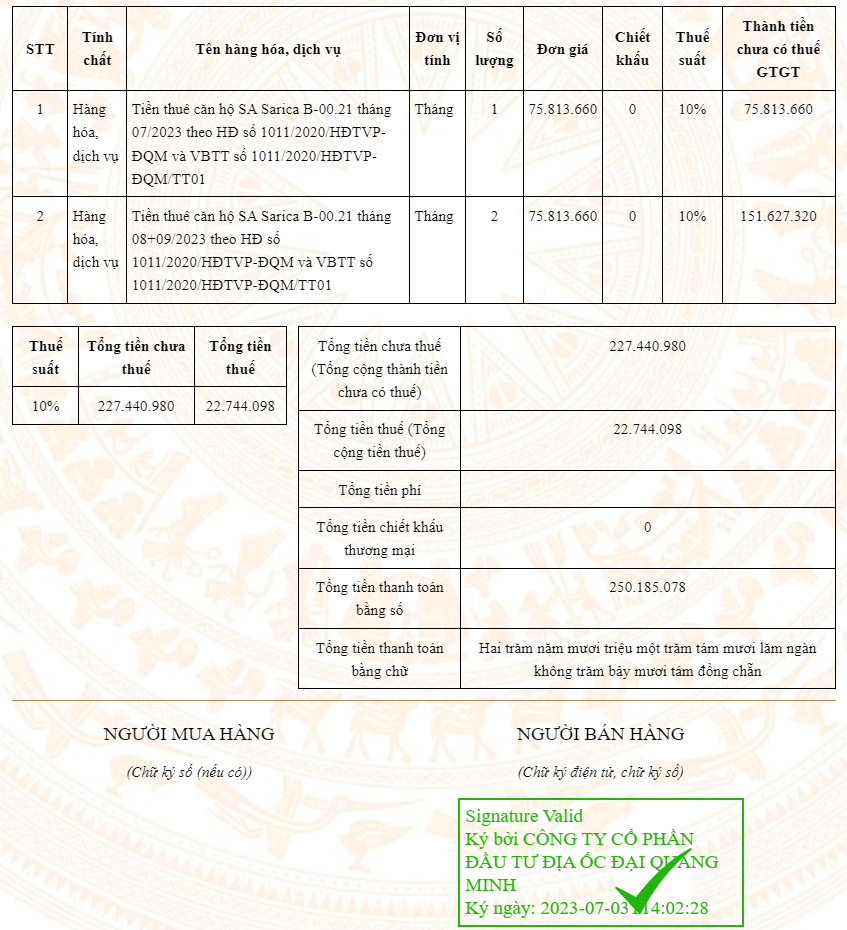 STT
Tính
chất
Tên hàng hóa, dịch vụ
Đơn vị
tính
Số
lượng
Đơn giá
Chiết
khấu
Thuế
suất
Thành tiền
chưa có thuế
GTGT
1
Hàng
hóa,
dịch vụ
Tiền thuê căn hộ SA Sarica B-00.21 tháng
07/2023 theo HĐ số 1011/2020/HĐTVP-
ĐQM và VBTT số 1011/2020/HĐTVP-
ĐQM/TT01
Tháng
1
75.813.660
0
10%
75.813.660
2
Hàng
hóa,
dịch vụ
Tiền thuê căn hộ SA Sarica B-00.21 tháng
08+09/2023 theo HĐ số
1011/2020/HĐTVP-ĐQM và VBTT số
1011/2020/HĐTVP-ĐQM/TT01
Tháng
2
75.813.660
0
10%
151.627.320
Thuế
suất
Tổng tiền chưa
thuế
Tổng tiền
thuế
10%
227.440.980
22.744.098
Tổng tiền chưa thuế
(Tổng cộng thành tiền
chưa có thuế)
227.440.980
Tổng tiền thuế (Tổng
cộng tiền thuế)
22.744.098
Tổng tiền phí
Tổng tiền chiết khấu
thương mại
0
Tổng tiền thanh toán
bằng số
250.185.078
Tổng tiền thanh toán
bằng chữ
Hai trăm năm mươi triệu một trăm tám mươi lăm ngàn
không trăm bảy mươi tám đồng chẵn
NGƯỜI MUA HÀNG
(Chữ ký số (nếu có))
NGƯỜI BÁN HÀNG
(Chữ ký điện tử, chữ ký số)
Signature Valid
Ký bởi CÔNG TY CỔ PHẦN
ĐẦU TƯ ĐỊA ỐC ĐẠI QUANG
MINH
Ký ngày: 2023-07-03T14:02:28